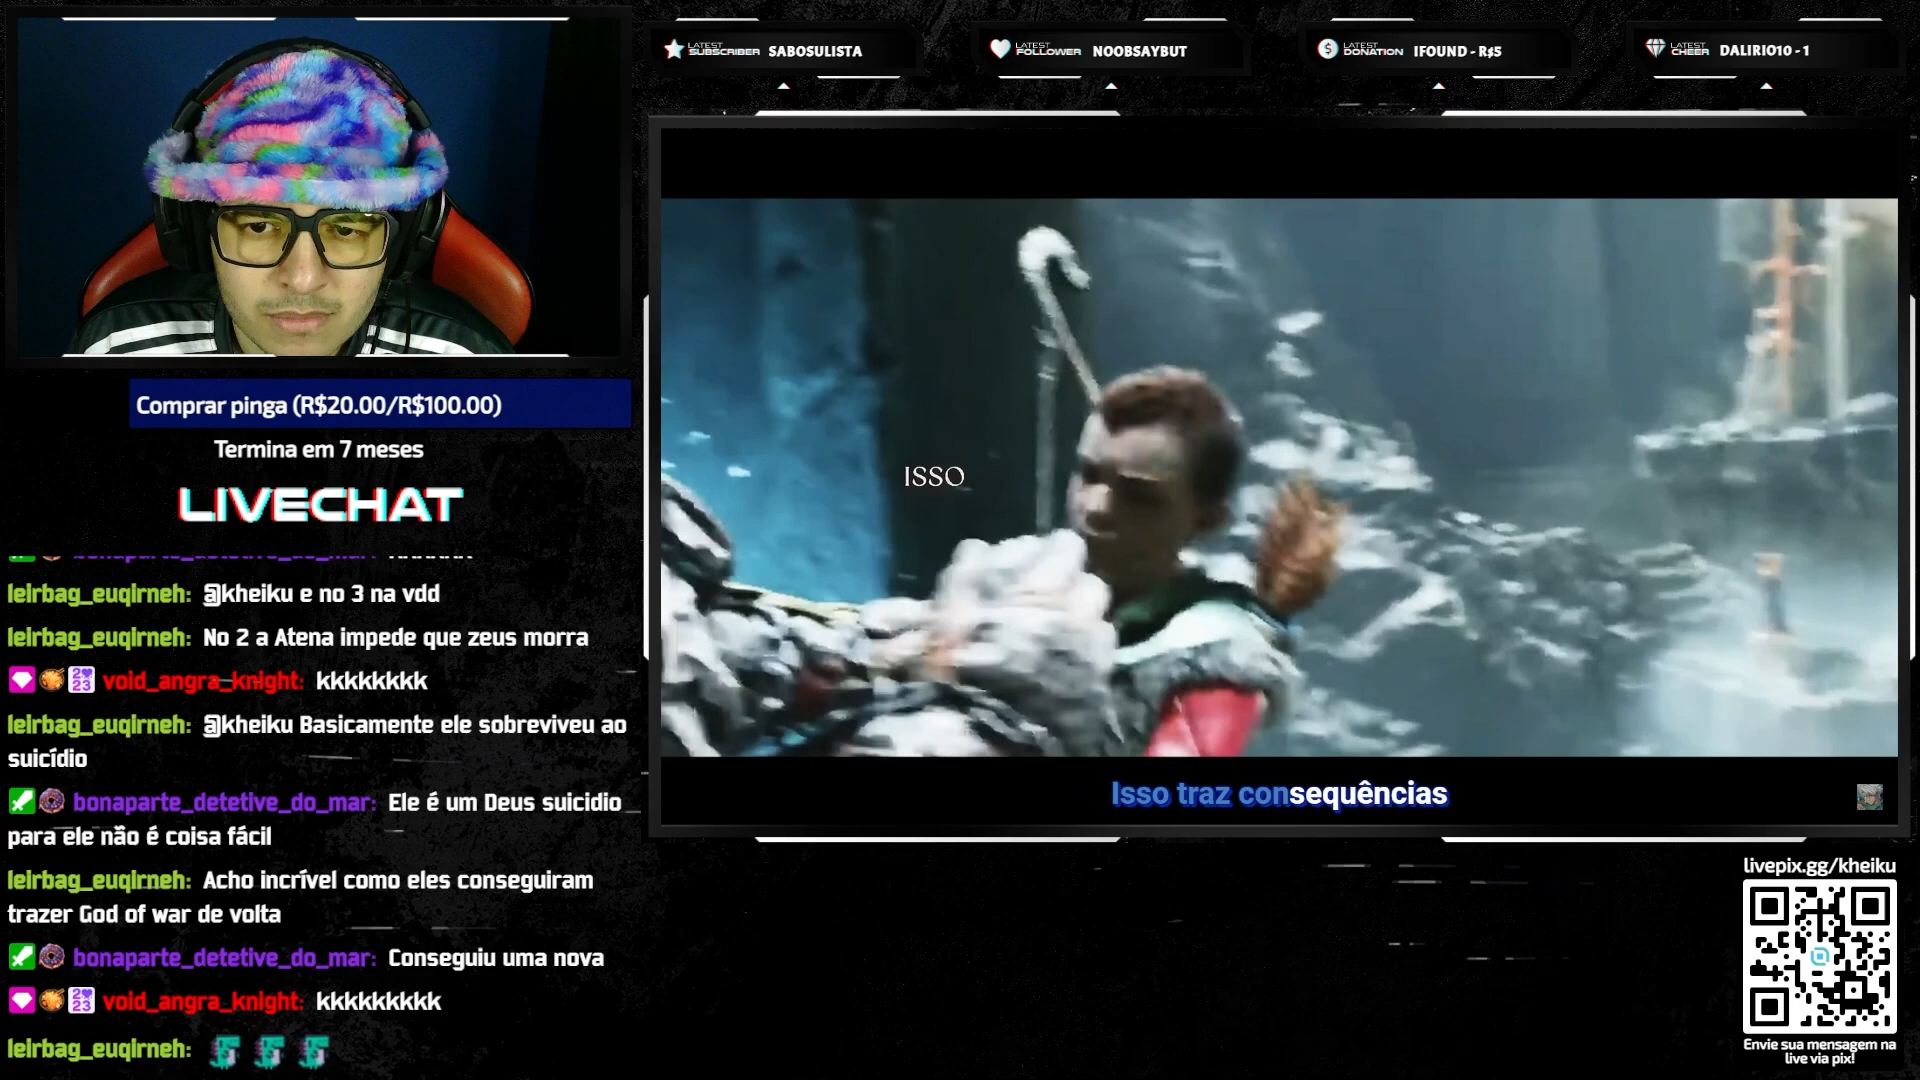 LATEST SUBSCRIBER SABOSULISTA
LATEST FOLLOWER NOOBSAYBUT
LATEST DONATION IFOUND - R$5
LATEST CHEER DALIRIO10 - 1
Comprar pinga (R$20.00/R$100.00)
Termina em 7 meses
LIVECHAT
leirbag_euqirneh: @kheiku e no 3 na vdd
leirbag_euqirneh: No 2 a Atena impede que zeus morra
void_angra_knight: kkkkkkkk
leirbag_euqirneh: @kheiku Basicamente ele sobreviveu ao
suicídio
bonaparte_detetive_do_mar: Ele é um Deus suicidio
para ele não é coisa fácil
leirbag_euqirneh: Acho incrível como eles conseguiram
trazer God of war de volta
bonaparte_detetive_do_mar: Conseguiu uma nova
void_angra_knight: kkkkkkkkk
leirbag_euqirneh:
ISSO
Isso traz consequências
livepix.gg/kheiku
Envie sua mensagem na
live via pix!